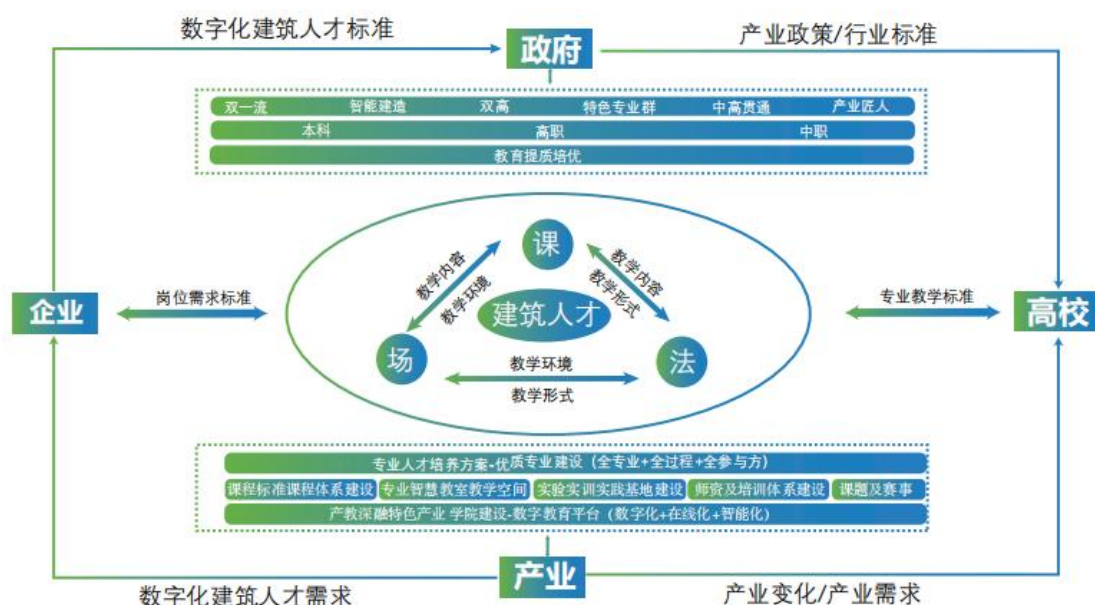 数字化建筑人才标准
政府
产业政策/行业标准
双一流 智能建造 双高 特色专业群 中高贯通 产业匠人
本科 高职 中职
教育提质培优
课
教学内容
教学环境
教学内容
教学形式
企业
岗位需求标准
建筑人才
专业教学标准
高校
场
教学环境
教学形式
法
专业人才培养方案-优质专业建设（全专业+全过程+全参与方）
课程标准课程体系建设 专业智慧教室教学空间 实验实训实践基地建设 师资及培训体系建设 课题及赛事
产教深融特色产业 学院建设-数字教育平台（数字化+在线化+智能化）
数字化建筑人才需求
产业
产业变化/产业需求